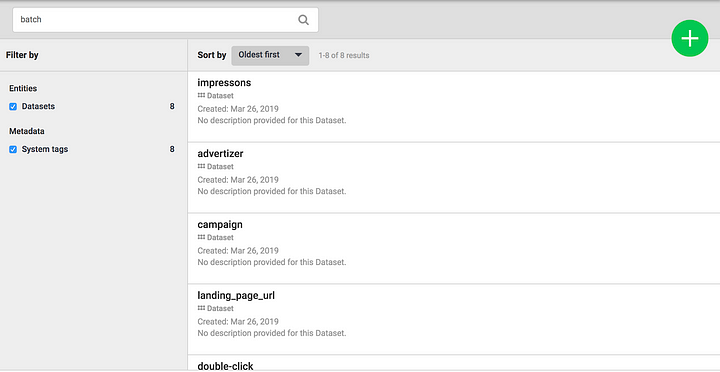 batch
Filter by
Sort by Oldest first 1-8 of 8 results
Entities
Datasets 8
Metadata
System tags 8
impressons
Dataset
Created: Mar 26, 2019
No description provided for this Dataset.
advertizer
Dataset
Created: Mar 26, 2019
No description provided for this Dataset.
campaign
Dataset
Created: Mar 26, 2019
No description provided for this Dataset.
landing_page_url
Dataset
Created: Mar 26, 2019
No description provided for this Dataset.
double-click